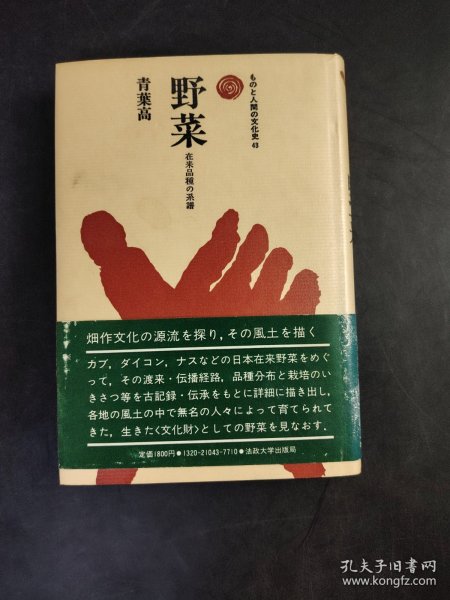 ものと人間の文化史 43
野菜
在来品種の系譜
青葉高
畑作文化の源流を探り，その風土を描く
カブ，ダイコン，ナスなどの日本在来野菜をめぐ
って，その渡来・伝播経路，品種分布と栽培のい
きさつ等を古記録・伝承をもとに詳細に描き出し，
各地の風土の中で無名の人々によって育てられて
きた，生きた〈文化財〉としての野菜を見なおす．
定価1800円●1320-21043-7710●法政大学出版局
孔夫子旧书网
www.kongfz.com